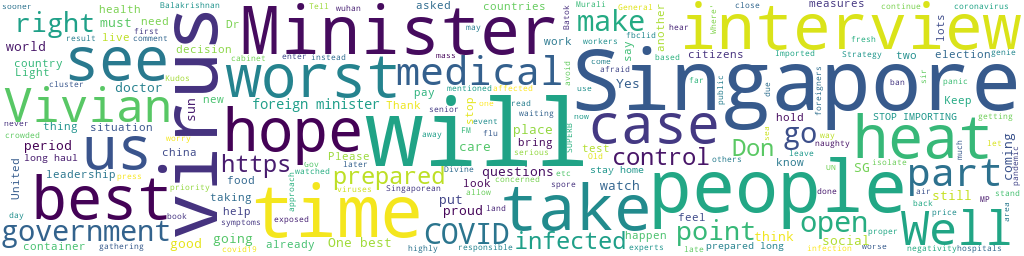 right
health
Balakrishnan
see
must need
Dr
Minister
asked
countries
Tell
wuhan
Murali
Batok
General
Where'
measures
coronavirus
continue
sooner
interview
world
live
another
make
hear
close
lots
result
country
decision
cabinet
enter instead
may
mass
work
fbclid
workers
citizens
two
election
genie
Light
doctor
worst
medical
say
come
Imported
Strategy
fresh
cluster
Kudos
virus
sun
new
pay
mentioned
affected
avoid
Yes
use
afraid
based
far
ban
sir
panic
Vivian
foreign minister
Thank
one
senior
read
stop
SUPERB
Singapore
public
due
foreigners
Keep
never
thing
situation
worry
event
waiting
place
now
STOP IMPORTING
getting
crowded
us
hope
will
FM
away
flu
care
bring
serious
case
Don
area
hold
way
naughty
let
period
china
https
Please
Gov
later
watched
test
Old
control
go
leave
others
UN
know
isolate
much
heat
long haul
press
approach
Divine
concerned
etc
questions
stay home
SG
pandemic
coming
United
leadership
priority
food
prepared
viruses
allow
Singaporean
look
spore
watch
people
done
air
back
MP
part
stand
best
taking
time
put
proud
land
take
happen
feel
open
still
price
area
day
book
help
symptoms
exposed
COVID
infected
experts
late
point
prepared long
social
think
proper
well
government
going
already
container
gathering
good
covid19
One best
highly
responsible
infection
worse
negativity
hospitals